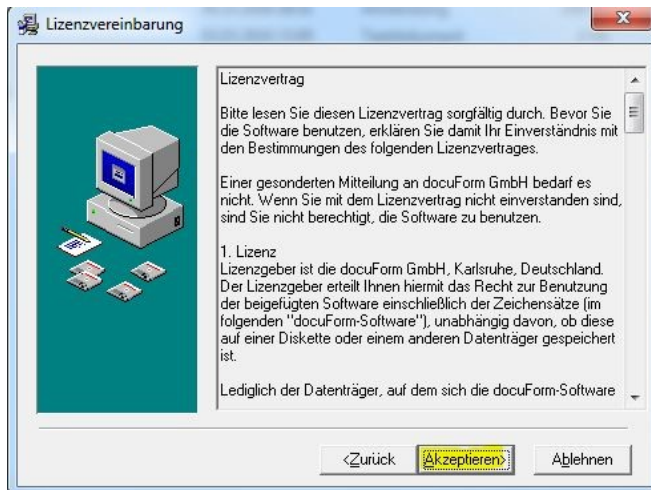 Lizenzvereinbarung
Lizenzvertrag
Bitte lesen Sie diesen Lizenzvertrag sorgfältig durch. Bevor Sie
die Software benutzen, erklären Sie damit Ihr Einverständnis mit
den Bestimmungen des folgenden Lizenzvertrages.
Einer gesonderten Mitteilung an docuForm GmbH bedarf es
nicht. Wenn Sie mit dem Lizenzvertrag nicht einverstanden sind,
sind Sie nicht berechtigt, die Software zu benutzen.
1. Lizenz
Lizenzgeber ist die docuForm GmbH, Karlsruhe, Deutschland.
Der Lizenzgeber erteilt Ihnen hiermit das Recht zur Benutzung
der beigefügten Software einschließlich der Zeichensätze (im
folgenden "docuForm-Software"), unabhängig davon, ob diese
auf einer Diskette oder einem anderen Datenträger gespeichert
ist.
Lediglich der Datenträger, auf dem sich die docuForm-Software
<Zurück Akzeptieren> Ablehnen